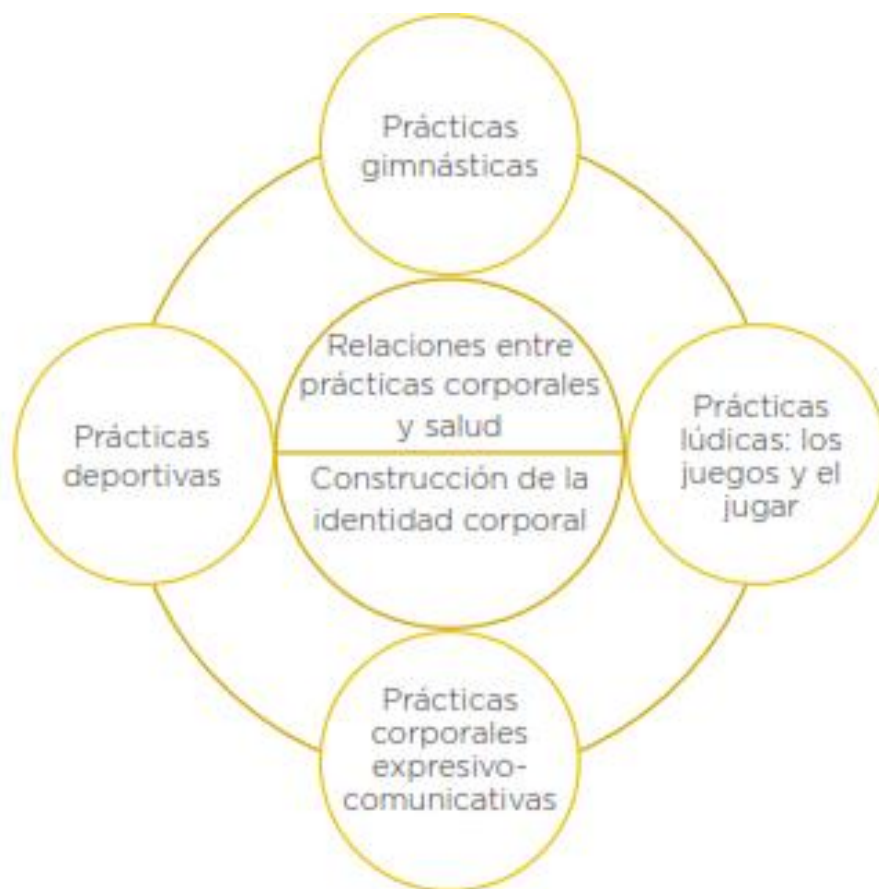 Prácticas
gimnásticas
Relaciones entre
prácticas corporales
y salud
Construcción de la
identidad corporal
Prácticas
deportivas
Prácticas
lúdicas: los
juegos y el
jugar
Prácticas
corporales
expresivo-
comunicativas